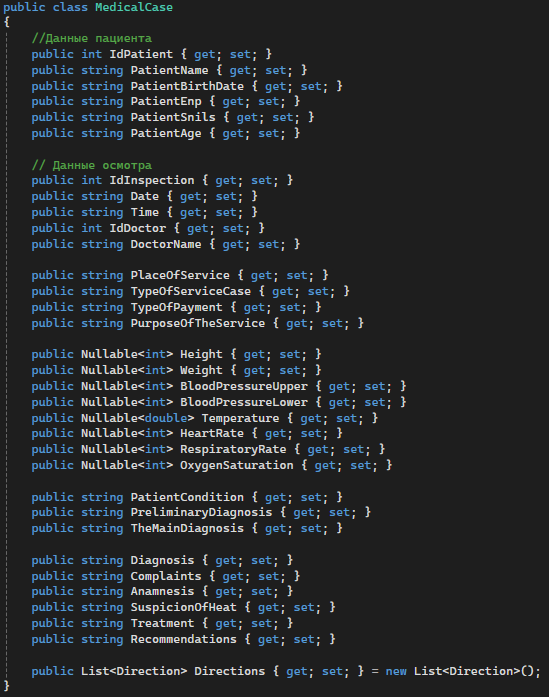 public class MedicalCase
{
//Данные пациента
public int IdPatient { get; set; }
public string PatientName { get; set; }
public string PatientBirthDate { get; set; }
public string PatientEnp { get; set; }
public string PatientSnils { get; set; }
public string PatientAge { get; set; }
// Данные осмотра
public int IdInspection { get; set; }
public string Date { get; set; }
public string Time { get; set; }
public int IdDoctor { get; set; }
public string DoctorName { get; set; }
public string PlaceOfService { get; set; }
public string TypeOfServiceCase { get; set; }
public string TypeOfPayment { get; set; }
public string PurposeOfTheService { get; set; }
public Nullable<int> Height { get; set; }
public Nullable<int> Weight { get; set; }
public Nullable<int> BloodPressureUpper { get; set; }
public Nullable<int> BloodPressureLower { get; set; }
public Nullable<double> Temperature { get; set; }
public Nullable<int> HeartRate { get; set; }
public Nullable<int> RespiratoryRate { get; set; }
public Nullable<int> OxygenSaturation { get; set; }
public string PatientCondition { get; set; }
public string PreliminaryDiagnosis { get; set; }
public string TheMainDiagnosis { get; set; }
public string Diagnosis { get; set; }
public string Complaints { get; set; }
public string Anamnesis { get; set; }
public string SuspicionOfHeat { get; set; }
public string Treatment { get; set; }
public string Recommendations { get; set; }
public List<Direction> Directions { get; set; } = new List<Direction>();
}